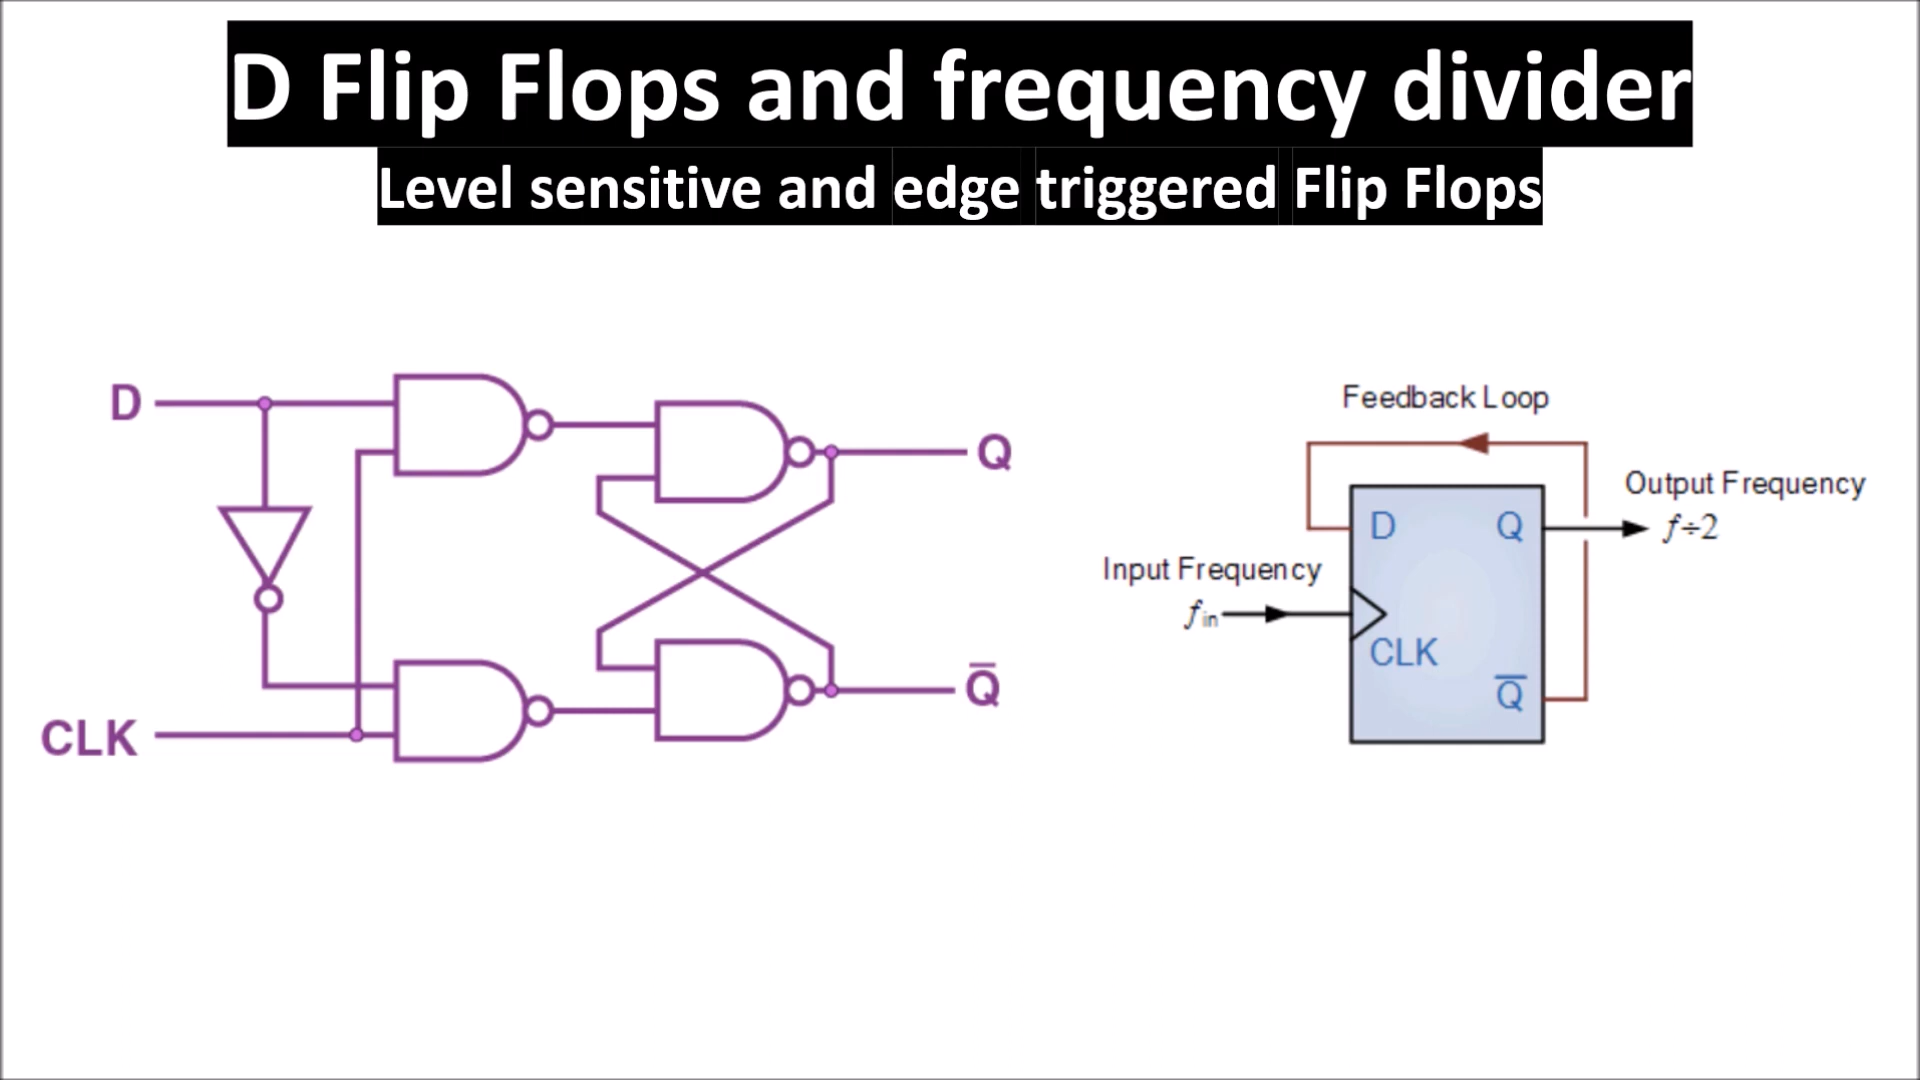 D Flip Flops and frequency divider
Level sensitive and edge triggered Flip Flops
D
Q
Q̅
CLK
Feedback Loop
Output Frequency
f÷2
D
Q
Input Frequency
fin
CLK
Q̅